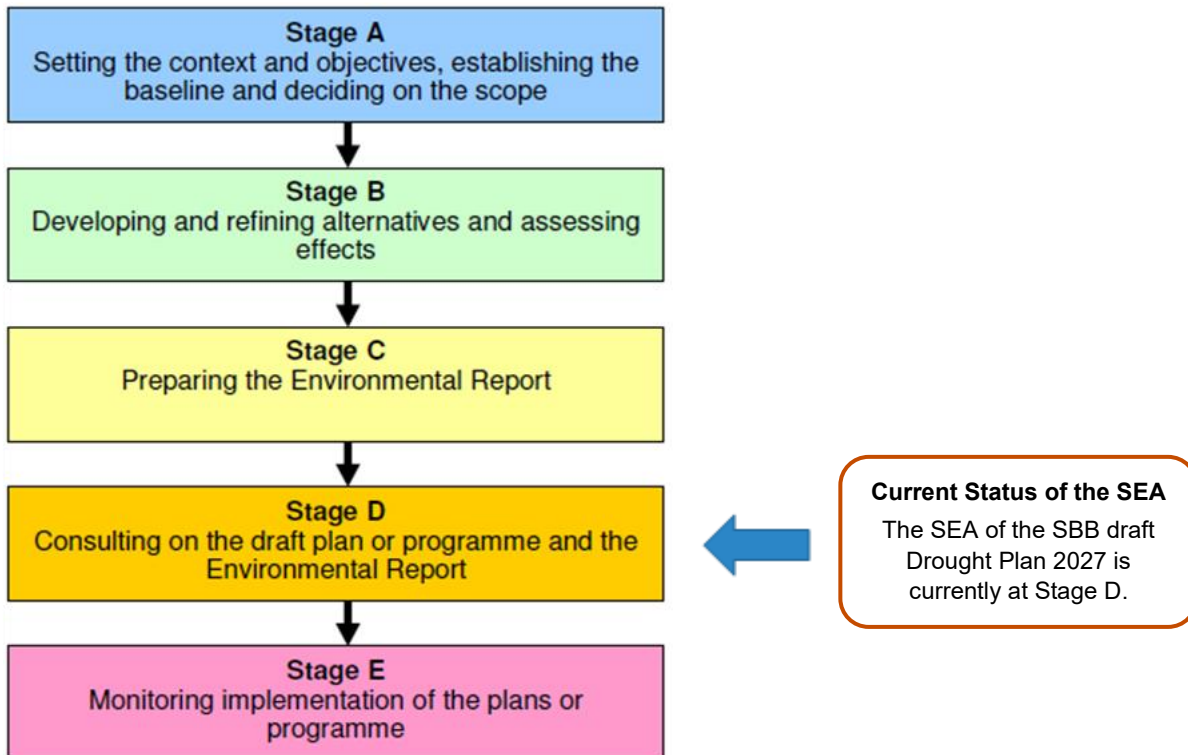 Stage A
Setting the context and objectives, establishing the
baseline and deciding on the scope
Stage B
Developing and refining alternatives and assessing
effects
Stage C
Preparing the Environmental Report
Stage D
Consulting on the draft plan or programme and the
Environmental Report
Current Status of the SEA
The SEA of the SBB draft
Drought Plan 2027 is
currently at Stage D.
Stage E
Monitoring implementation of the plans or
programme